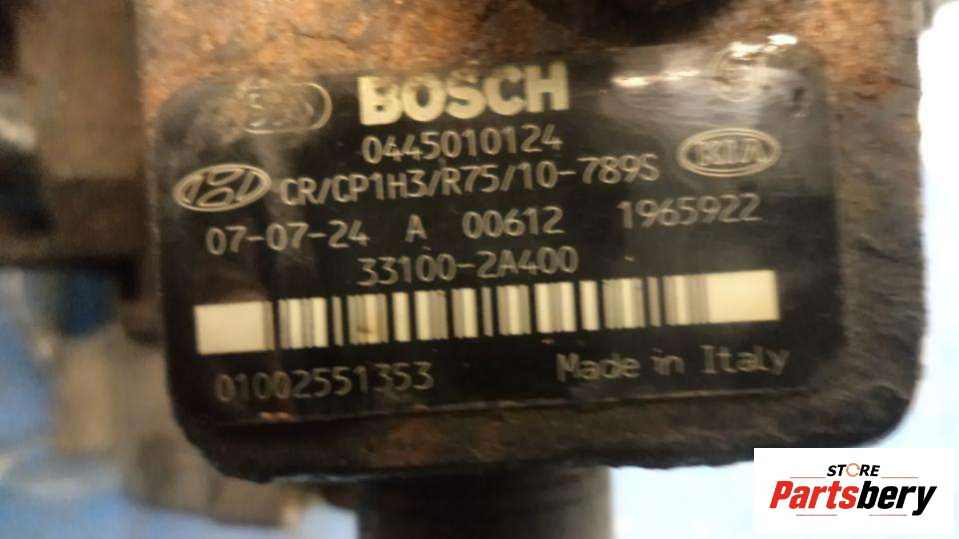 BOSCH
0445010124
CR/CP1H3/R75/10-789S KIA
07-07-24 A 00612 1965922
33100-2A400
01002551353 Made in Italy
STORE
Partsbery